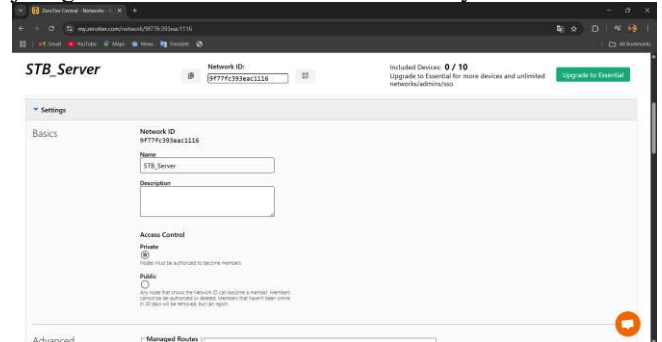 ZeroTier Central - Networks
my.zerotier.com/network/9f77fc393eac1116
Gmail YouTube Maps News Translate
All Bookmarks
STB_Server
Network ID:
9f77fc393eac1116
Included Devices: 0 / 10
Upgrade to Essential for more devices and unlimited
networks/admins/sso
Upgrade to Essential
Settings
Basics
Network ID
9f77fc393eac1116
Name
STB_Server
Description
Access Control
Private
Nodes must be authorized to become members
Public
Any node that knows the Network ID can become a member. Members
cannot be de-authorized or deleted. Members that haven't been online
in 30 days will be removed, but can rejoin.
Advanced
Managed Routes